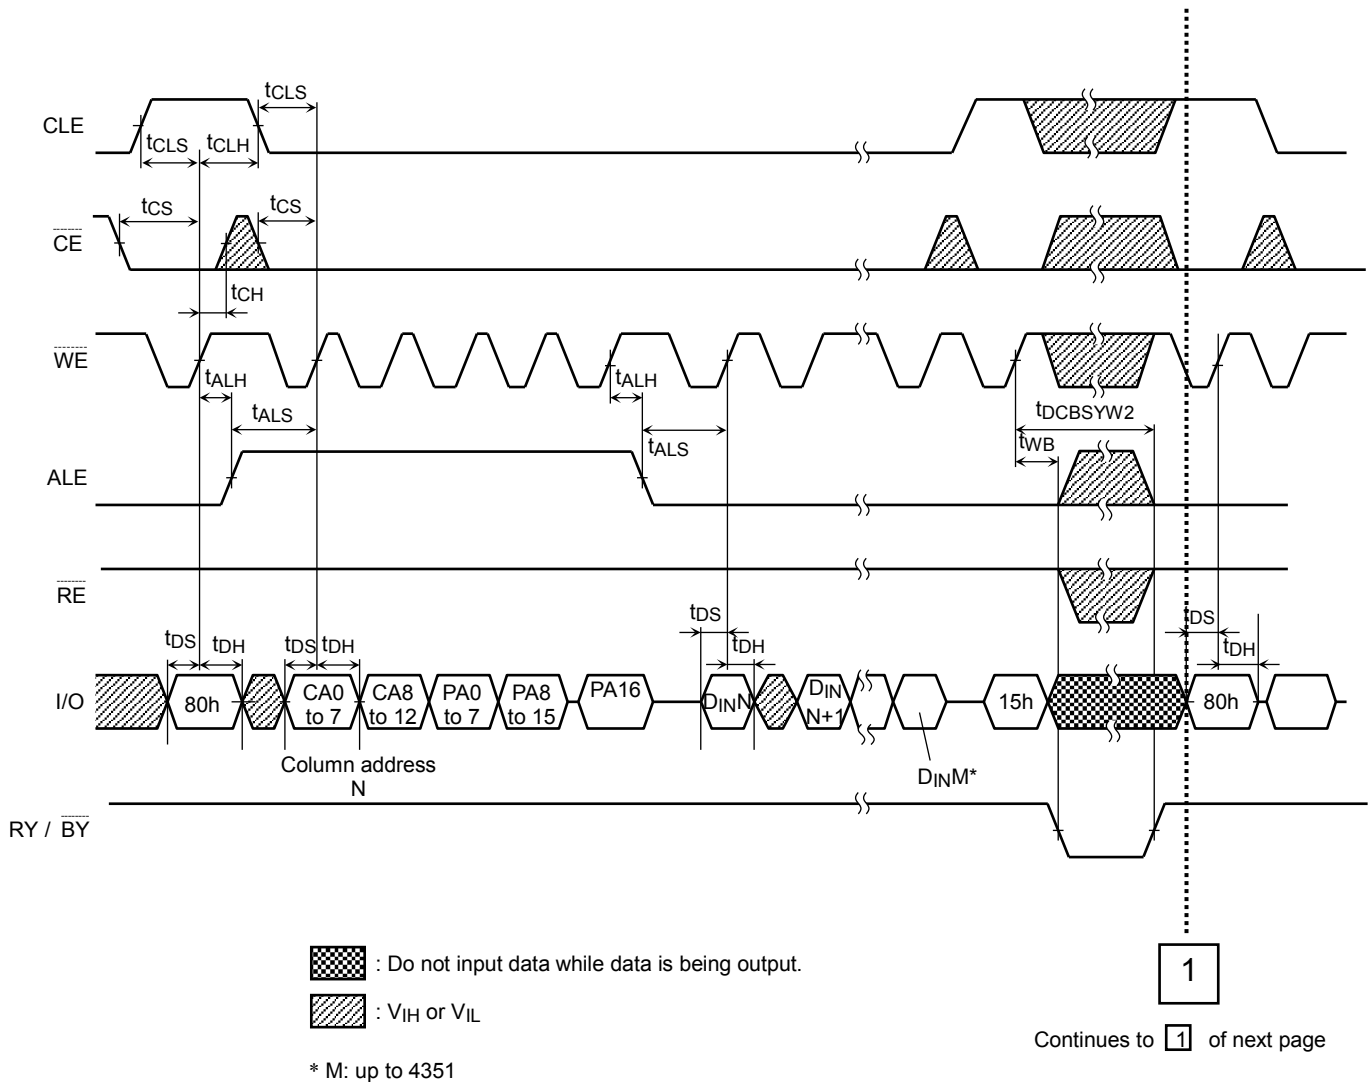 CLE
tCLS
tCLS
tCLH
CE
tCS
tCS
tCH
WE
tALH
tALS
tALH
tALS
tDCBSYW2
tWB
ALE
RE
I/O
tDS
tDH
tDS
tDH
tDS
tDH
tDS
tDH
80h
CA0
to 7
CA8
to 12
PA0
to 7
PA8
to 15
PA16
DINN
DIN
N+1
15h
80h
Column address
N
DINM*
RY / BY
: Do not input data while data is being output.
: VIH or VIL
* M: up to 4351
1
Continues to 1 of next page